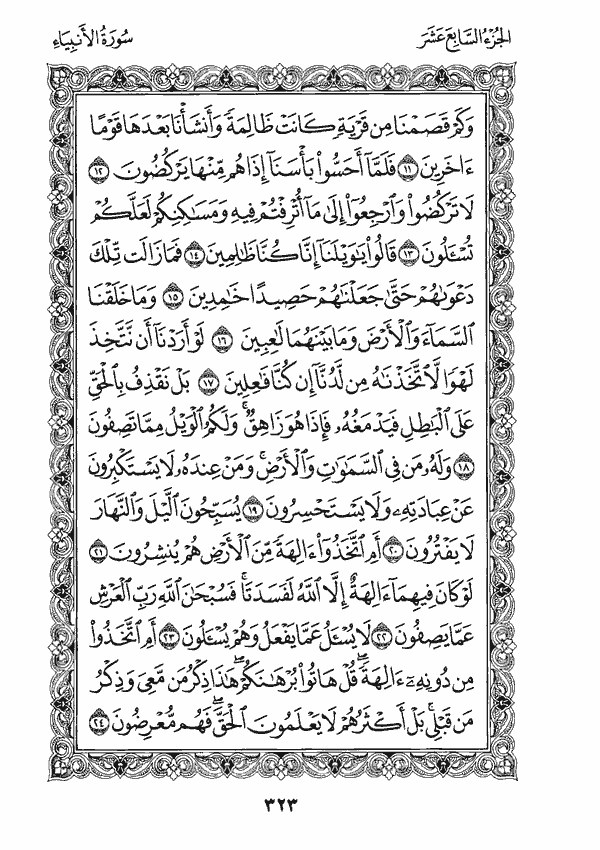 الجزء السابع عشر
سورة الأنبياء
وَكَمْ قَصَمْنَا مِن قَرْيَةٍ كَانَتْ ظَالِمَةً وَأَنشَأْنَا بَعْدَهَا قَوْمًا
ءَاخَرِينَ ١١ فَلَمَّآ أَحَسُّوا۟ بَأْسَنَآ إِذَا هُم مِّنْهَا يَرْكُضُونَ ١٢
لَا تَرْكُضُوا۟ وَٱرْجِعُوٓا۟ إِلَىٰ مَآ أُتْرِفْتُمْ فِيهِ وَمَسَـٰكِنِكُمْ لَعَلَّكُمْ
تُسْـَٔلُونَ ١٣ قَالُوا۟ يَـٰوَيْلَنَآ إِنَّا كُنَّا ظَـٰلِمِينَ ١٤ فَمَا زَالَت تِّلْكَ
دَعْوَىٰهُمْ حَتَّىٰ جَعَلْنَـٰهُمْ حَصِيدًا خَـٰمِدِينَ ١٥ وَمَا خَلَقْنَا
ٱلسَّمَآءَ وَٱلْأَرْضَ وَمَا بَيْنَهُمَا لَـٰعِبِينَ ١٦ لَوْ أَرَدْنَآ أَن نَّتَّخِذَ
لَهْوًا لَّٱتَّخَذْنَـٰهُ مِن لَّدُنَّآ إِن كُنَّا فَـٰعِلِينَ ١٧ بَلْ نَقْذِفُ بِٱلْحَقِّ
عَلَى ٱلْبَـٰطِلِ فَيَدْمَغُهُۥ فَإِذَا هُوَ زَاهِقٌ ۚ وَلَكُمُ ٱلْوَيْلُ مِمَّا تَصِفُونَ
١٨ وَلَهُۥ مَن فِى ٱلسَّمَـٰوَٰتِ وَٱلْأَرْضِ ۚ وَمَنْ عِندَهُۥ لَا يَسْتَكْبِرُونَ
عَنْ عِبَادَتِهِۦ وَلَا يَسْتَحْسِرُونَ ١٩ يُسَبِّحُونَ ٱلَّيْلَ وَٱلنَّهَارَ
لَا يَفْتُرُونَ ٢٠ أَمِ ٱتَّخَذُوٓا۟ ءَالِهَةً مِّنَ ٱلْأَرْضِ هُمْ يُنشِرُونَ ٢١
لَوْ كَانَ فِيهِمَآ ءَالِهَةٌ إِلَّا ٱللَّهُ لَفَسَدَتَا ۚ فَسُبْحَـٰنَ ٱللَّهِ رَبِّ ٱلْعَرْشِ
عَمَّا يَصِفُونَ ٢٢ لَا يُسْـَٔلُ عَمَّا يَفْعَلُ وَهُمْ يُسْـَٔلُونَ ٢٣ أَمِ ٱتَّخَذُوا۟
مِن دُونِهِۦٓ ءَالِهَةً ۖ قُلْ هَاتُوا۟ بُرْهَـٰنَكُمْ ۖ هَـٰذَا ذِكْرُ مَن مَّعِىَ وَذِكْرُ
مَن قَبْلِى ۗ بَلْ أَكْثَرُهُمْ لَا يَعْلَمُونَ ٱلْحَقَّ ۖ فَهُم مُّعْرِضُونَ ٢٤
٣٢٣